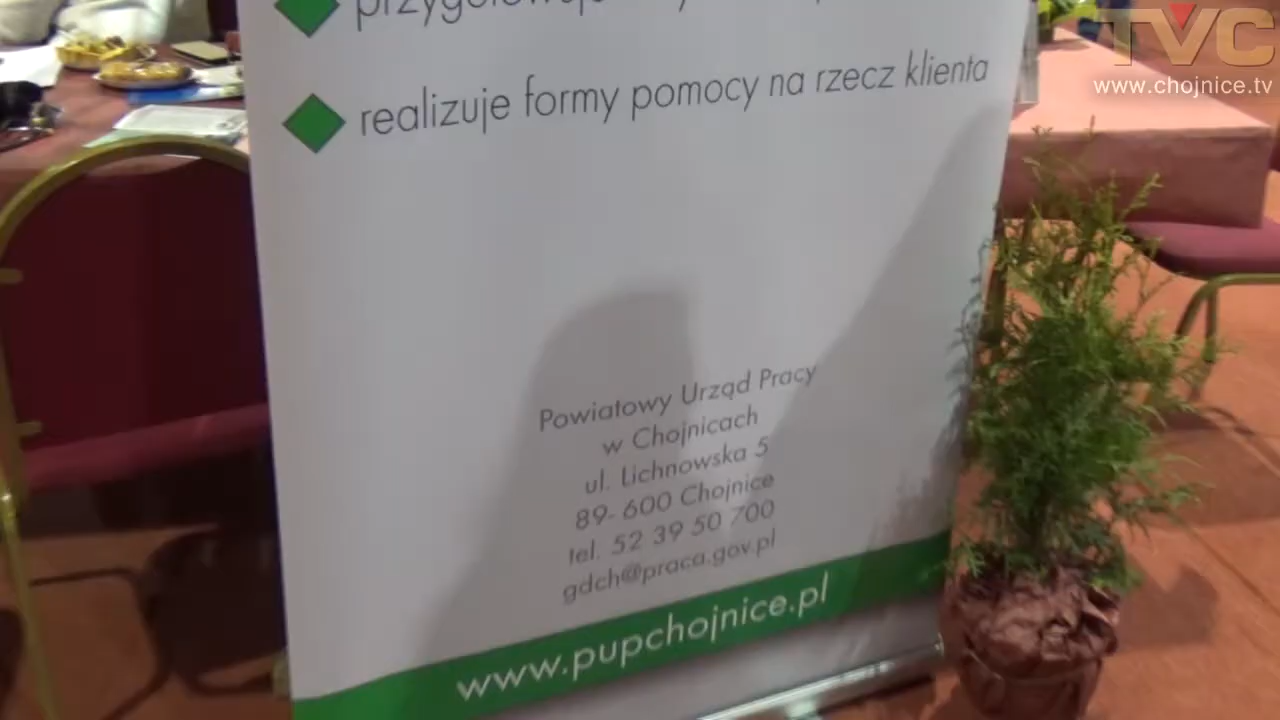 TVC
www.chojnice.tv
realizuje formy pomocy na rzecz klienta
Powiatowy Urząd Pracy
w Chojnicach
ul. Lichnowska 5
89- 600 Chojnice
tel. 52 39 50 700
gdch@praca.gov.pl
www.pupchojnice.pl